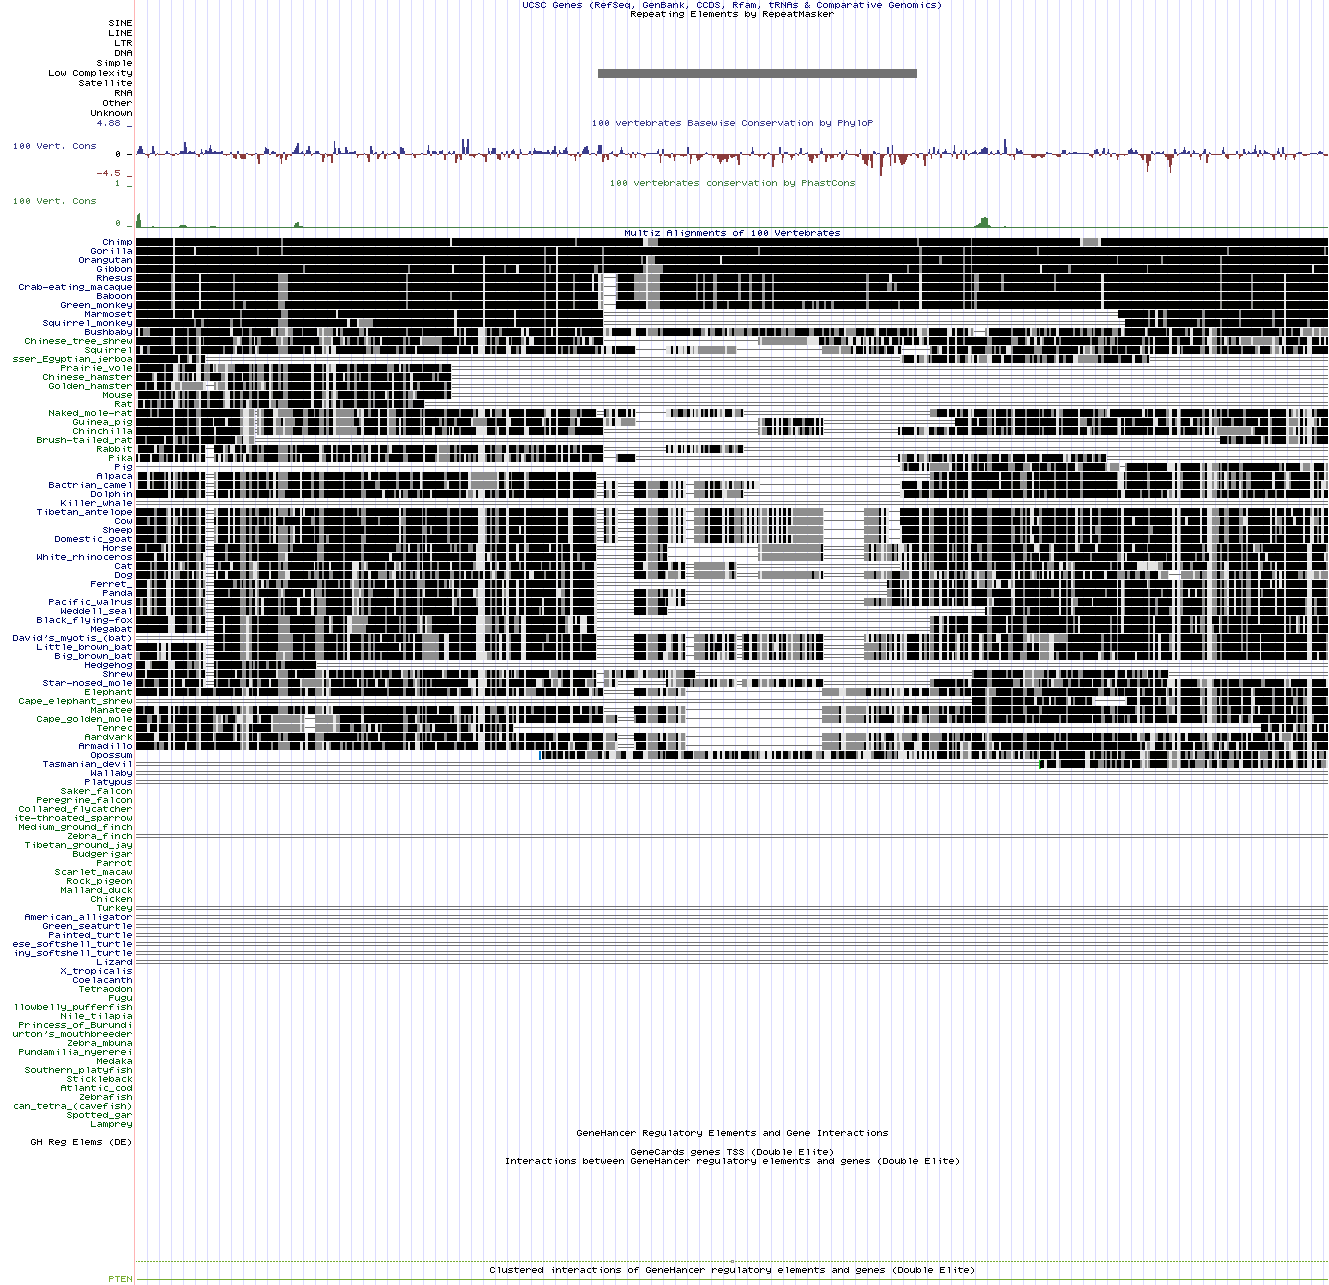 UCSC Genes (RefSeq, GenBank, CCDS, Rfam, tRNAs & Comparative Genomics)
Repeating Elements by RepeatMasker
SINE
LINE
LTR
DNA
Simple
Low Complexity
Satellite
RNA
Other
Unknown
100 vertebrates Basewise Conservation by PhyloP
4.88 _
100 Vert. Cons
0 _
-4.5 _
100 vertebrates conservation by PhastCons
1 _
100 Vert. Cons
0 _
Multiz Alignments of 100 Vertebrates
Chimp
Gorilla
Orangutan
Gibbon
Rhesus
Crab-eating_macaque
Baboon
Green_monkey
Marmoset
Squirrel_monkey
Bushbaby
Chinese_tree_shrew
Squirrel
sser_Egyptian_jerboa
Prairie_vole
Chinese_hamster
Golden_hamster
Mouse
Rat
Naked_mole-rat
Guinea_pig
Chinchilla
Brush-tailed_rat
Rabbit
Pika
Pig
Alpaca
Bactrian_camel
Dolphin
Killer_whale
Tibetan_antelope
Cow
Sheep
Domestic_goat
Horse
White_rhinoceros
Cat
Dog
Ferret_
Panda
Pacific_walrus
Weddell_seal
Black_flying-fox
Megabat
David's_myotis_(bat)
Little_brown_bat
Big_brown_bat
Hedgehog
Shrew
Star-nosed_mole
Elephant
Cape_elephant_shrew
Manatee
Cape_golden_mole
Tenrec
Aardvark
Armadillo
Opossum
Tasmanian_devil
Wallaby
Platypus
Saker_falcon
Peregrine_falcon
Collared_flycatcher
ite-throated_sparrow
Medium_ground_finch
Zebra_finch
Tibetan_ground_jay
Budgerigar
Parrot
Scarlet_macaw
Rock_pigeon
Mallard_duck
Chicken
Turkey
American_alligator
Green_seaturtle
Painted_turtle
ese_softshell_turtle
iny_softshell_turtle
Lizard
X_tropicalis
Coelacanth
Tetraodon
Fugu
llowbelly_pufferfish
Nile_tilapia
Princess_of_Burundi
urton's_mouthbreeder
Zebra_mbuna
Pundamilia_nyererei
Medaka
Southern_platyfish
Stickleback
Atlantic_cod
Zebrafish
can_tetra_(cavefish)
Spotted_gar
Lamprey
GeneHancer Regulatory Elements and Gene Interactions
GH Reg Elems (DE)
GeneCards genes TSS (Double Elite)
Interactions between GeneHancer regulatory elements and genes (Double Elite)
Clustered interactions of GeneHancer regulatory elements and genes (Double Elite)
PTEN